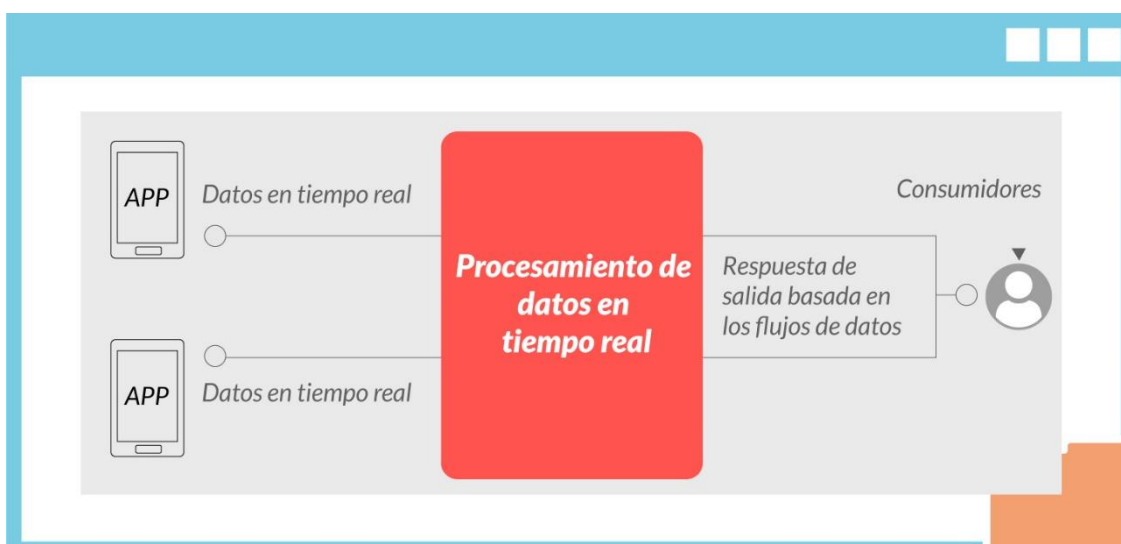 APP
Datos en tiempo real
Procesamiento de
datos en
tiempo real
Consumidores
Respuesta de
salida basada en
los flujos de datos
APP
Datos en tiempo real